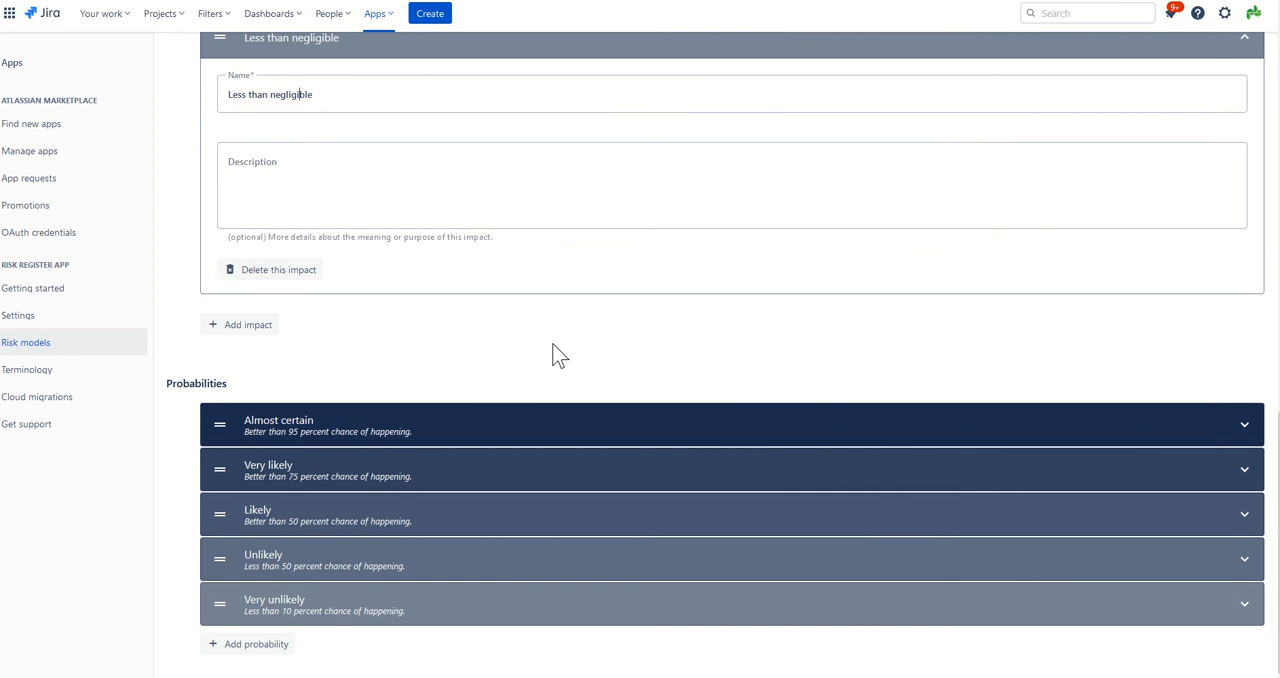 Jira
Your work
Projects
Filters
Dashboards
People
Apps
Create
Search
9+
Apps
ATLASSIAN MARKETPLACE
Find new apps
Manage apps
App requests
Promotions
OAuth credentials
RISK REGISTER APP
Getting started
Settings
Risk models
Terminology
Cloud migrations
Get support
Less than negligible
Name*
Less than negligible
Description
(optional) More details about the meaning or purpose of this impact.
Delete this impact
+ Add impact
Probabilities
Almost certain
Better than 95 percent chance of happening.
Very likely
Better than 75 percent chance of happening.
Likely
Better than 50 percent chance of happening.
Unlikely
Less than 50 percent chance of happening.
Very unlikely
Less than 10 percent chance of happening.
+ Add probability